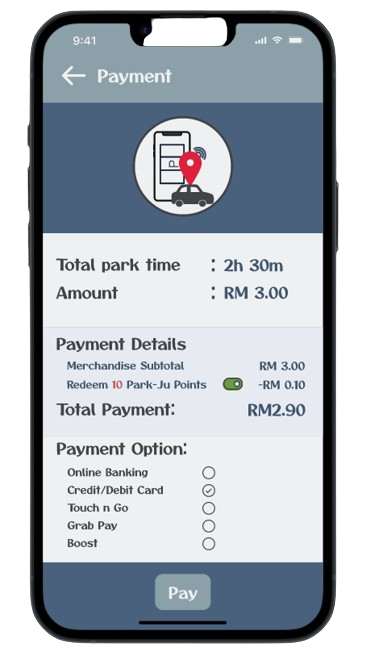 9:41
Payment
P
Total park time : 2h 30m
Amount : RM 3.00
Payment Details
Merchandise Subtotal RM 3.00
Redeem 10 Park-Ju Points -RM 0.10
Total Payment: RM2.90
Payment Option:
Online Banking
Credit/Debit Card
Touch n Go
Grab Pay
Boost
Pay